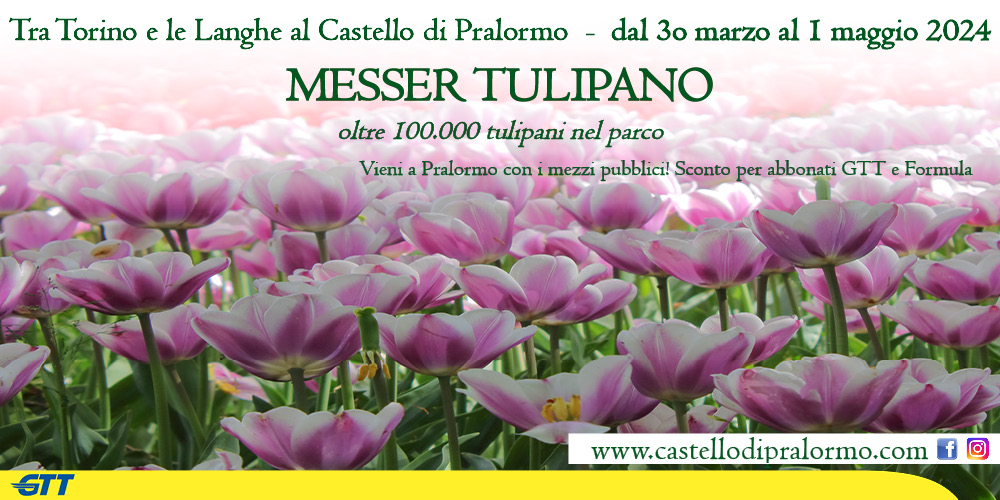 Tra Torino e le Langhe al Castello di Pralormo - dal 30 marzo al 1 maggio 2024
MESSER TULIPANO
oltre 100.000 tulipani nel parco
Vieni a Pralormo con i mezzi pubblici! Sconto per abbonati GTT e Formula
www.castellodipralormo.com
GTT